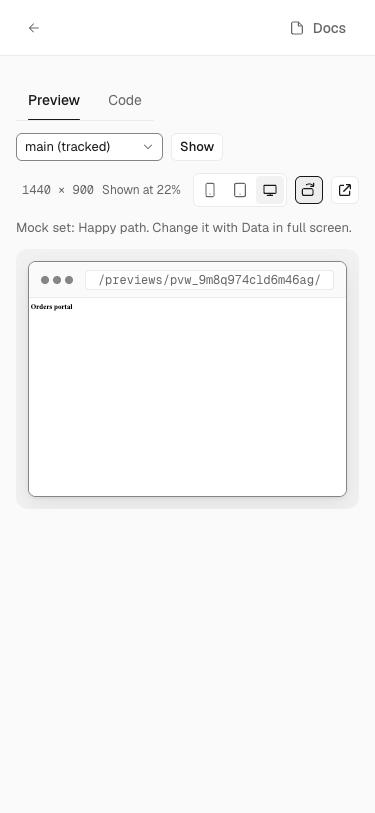 Docs
Preview Code
main (tracked) Show
1440 × 900 Shown at 22%
Mock set: Happy path. Change it with Data in full screen.
/previews/pvw_9m8q974cld6m46ag/
Orders portal